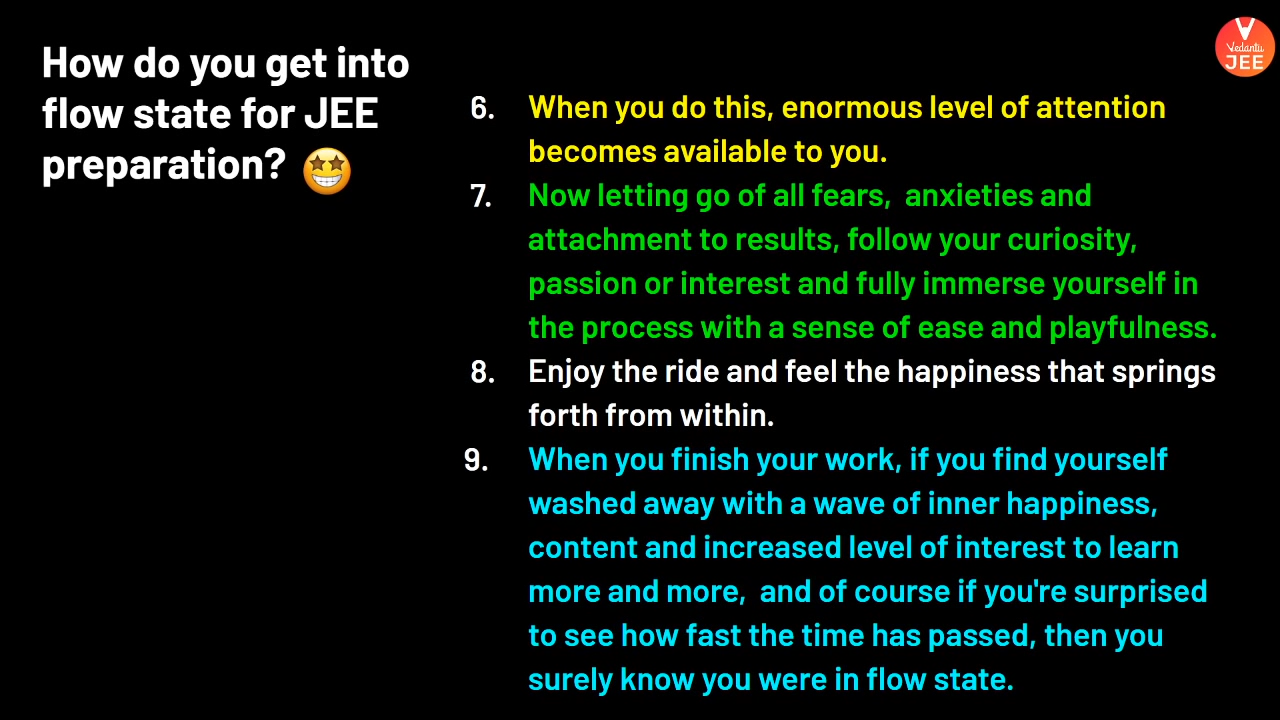 How do you get into
flow state for JEE
preparation? 🤩
Vedantu
JEE
6. When you do this, enormous level of attention
becomes available to you.
7. Now letting go of all fears,  anxieties and
attachment to results, follow your curiosity,
passion or interest and fully immerse yourself in
the process with a sense of ease and playfulness.
8. Enjoy the ride and feel the happiness that springs
forth from within.
9. When you finish your work, if you find yourself
washed away with a wave of inner happiness,
content and increased level of interest to learn
more and more,  and of course if you're surprised
to see how fast the time has passed, then you
surely know you were in flow state.